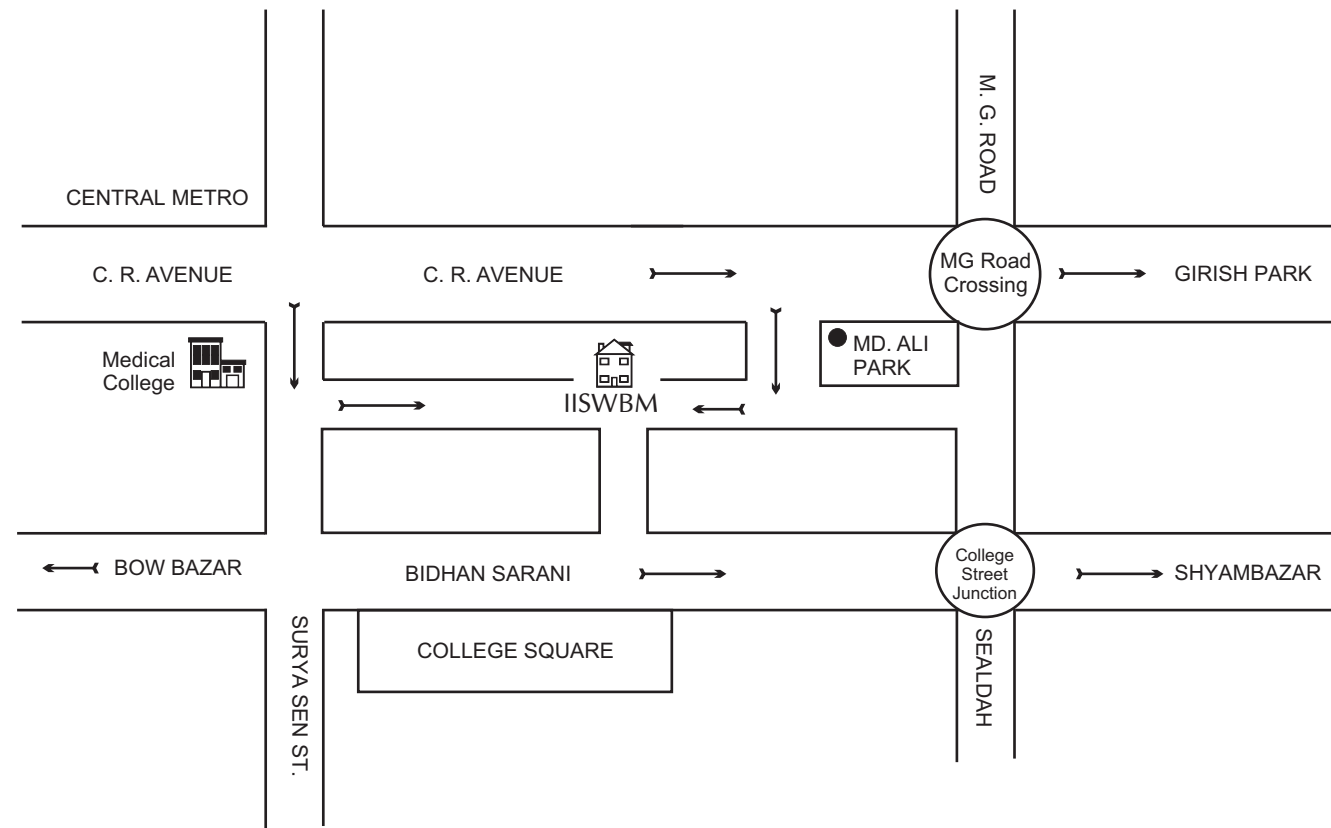 M. G. ROAD
CENTRAL METRO
C. R. AVENUE
C. R. AVENUE
MG Road
Crossing
GIRISH PARK
Medical
College
IISWBM
MD. ALI
PARK
BOW BAZAR
BIDHAN SARANI
College
Street
Junction
SHYAMBAZAR
SURYA SEN ST.
COLLEGE SQUARE
SEALDAH